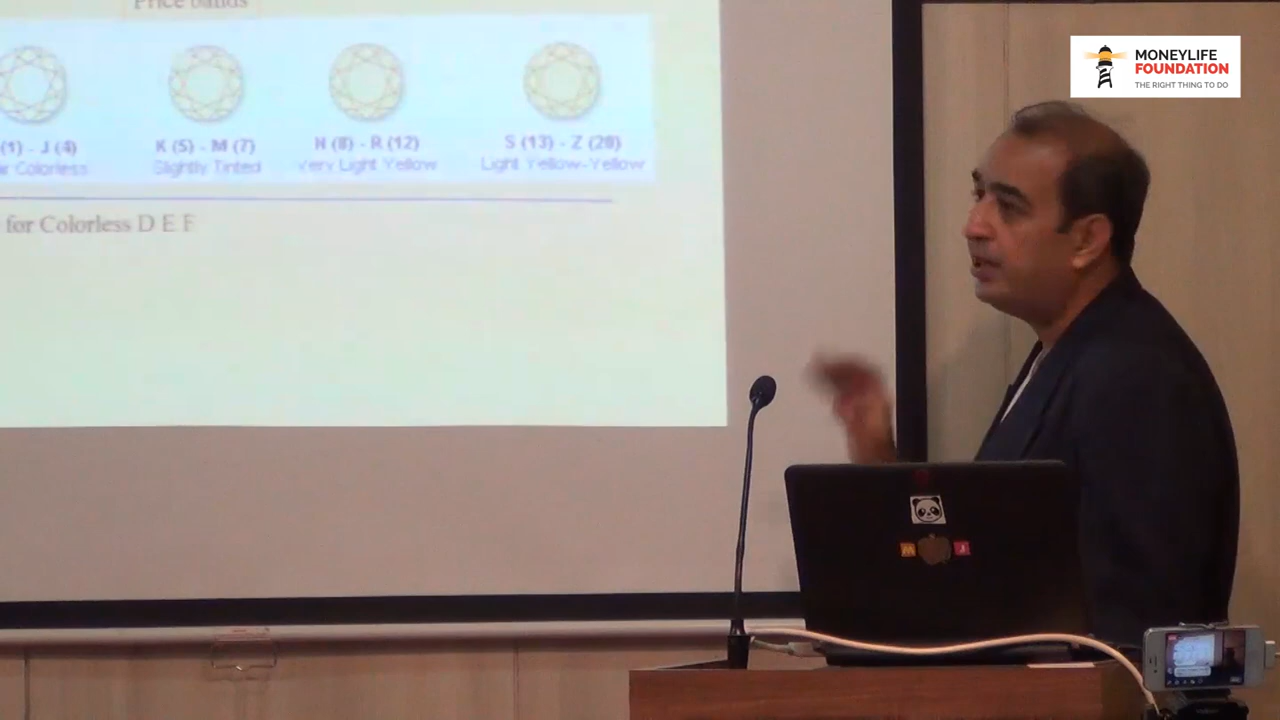 Price bands
(1) - J (4)
K (5) - M (7)
N (8) - R (12)
S (13) - Z (20)
Colorless
Slightly Tinted
Very Light Yellow
Light Yellow-Yellow
for Colorless D E F
MONEYLIFE
FOUNDATION
THE RIGHT THING TO DO